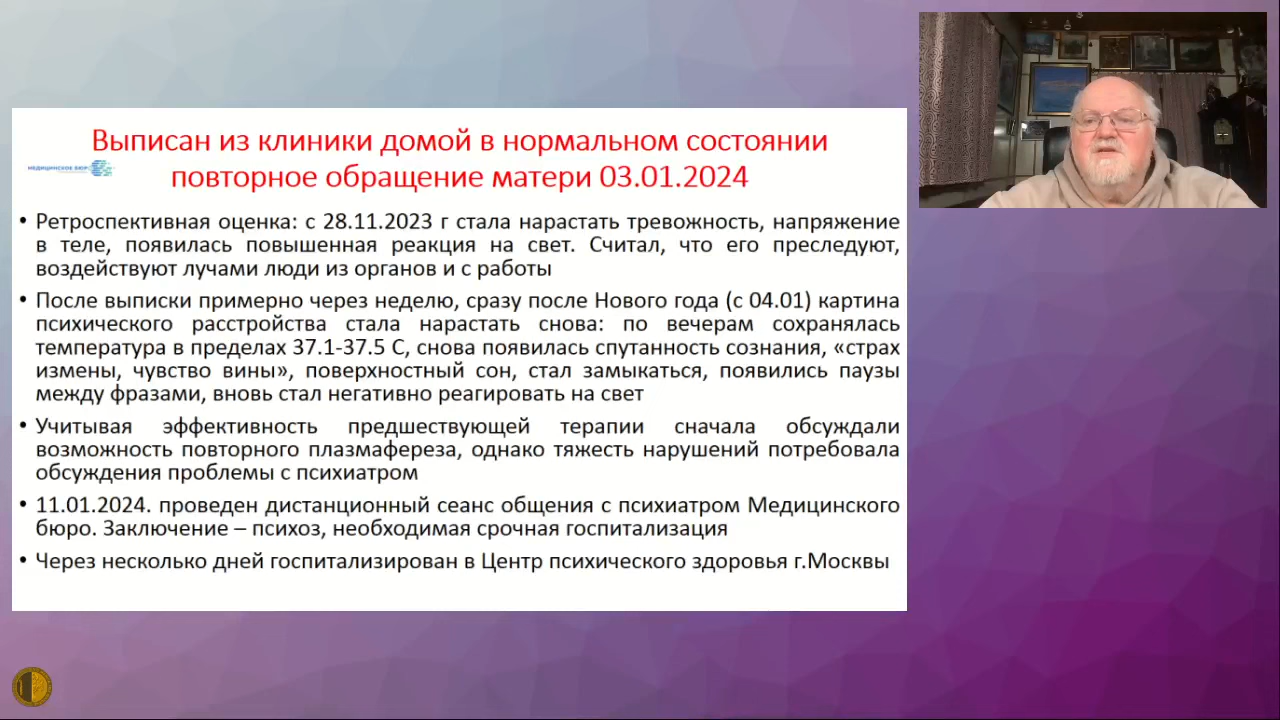 Выписан из клиники домой в нормальном состоянии
повторное обращение матери 03.01.2024
МЕДИЦИНСКОЕ БЮРО
• Ретроспективная оценка: с 28.11.2023 г стала нарастать тревожность, напряжение
в теле, появилась повышенная реакция на свет. Считал, что его преследуют,
воздействуют лучами люди из органов и с работы
• После выписки примерно через неделю, сразу после Нового года (с 04.01) картина
психического расстройства стала нарастать снова: по вечерам сохранялась
температура в пределах 37.1-37.5 С, снова появилась спутанность сознания, «страх
измены, чувство вины», поверхностный сон, стал замыкаться, появились паузы
между фразами, вновь стал негативно реагировать на свет
• Учитывая эффективность предшествующей терапии сначала обсуждали
возможность повторного плазмафереза, однако тяжесть нарушений потребовала
обсуждения проблемы с психиатром
• 11.01.2024. проведен дистанционный сеанс общения с психиатром Медицинского
бюро. Заключение – психоз, необходимая срочная госпитализация
• Через несколько дней госпитализирован в Центр психического здоровья г.Москвы